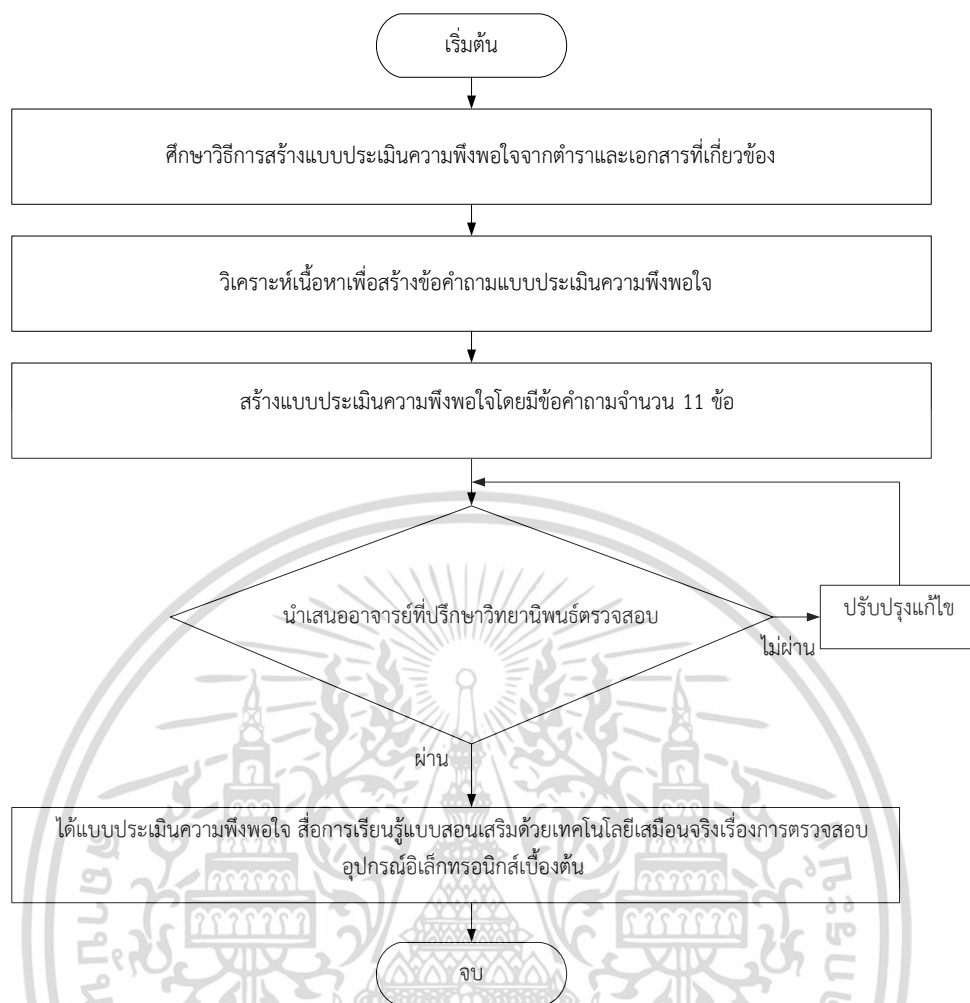 เริ่มต้น
ศึกษาวิธีการสร้างแบบประเมินความพึงพอใจจากตำราและเอกสารที่เกี่ยวข้อง
วิเคราะห์เนื้อหาเพื่อสร้างข้อคำถามแบบประเมินความพึงพอใจ
สร้างแบบประเมินความพึงพอใจโดยมีข้อคำถามจำนวน 11 ข้อ
นำเสนออาจารย์ที่ปรึกษาวิทยานิพนธ์ตรวจสอบ
ปรับปรุงแก้ไข
ไม่ผ่าน
ผ่าน
ได้แบบประเมินความพึงพอใจ สื่อการเรียนรู้แบบสอนเสริมด้วยเทคโนโลยีเสมือนจริงเรื่องการตรวจสอบ
อุปกรณ์อิเล็กทรอนิกส์เบื้องต้น
จบ